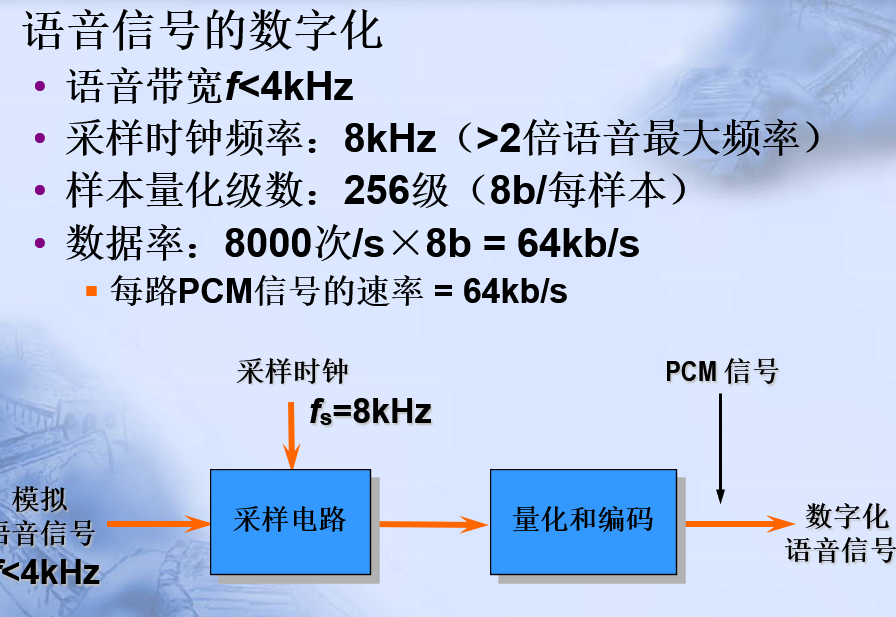 语音信号的数字化
• 语音带宽f<4kHz
• 采样时钟频率：8kHz（>2倍语音最大频率）
• 样本量化级数：256级（8b/每样本）
• 数据率：8000次/s×8b = 64kb/s
▪ 每路PCM信号的速率 = 64kb/s
采样时钟
fs=8kHz
PCM 信号
模拟
语音信号
f<4kHz
采样电路
量化和编码
数字化
语音信号